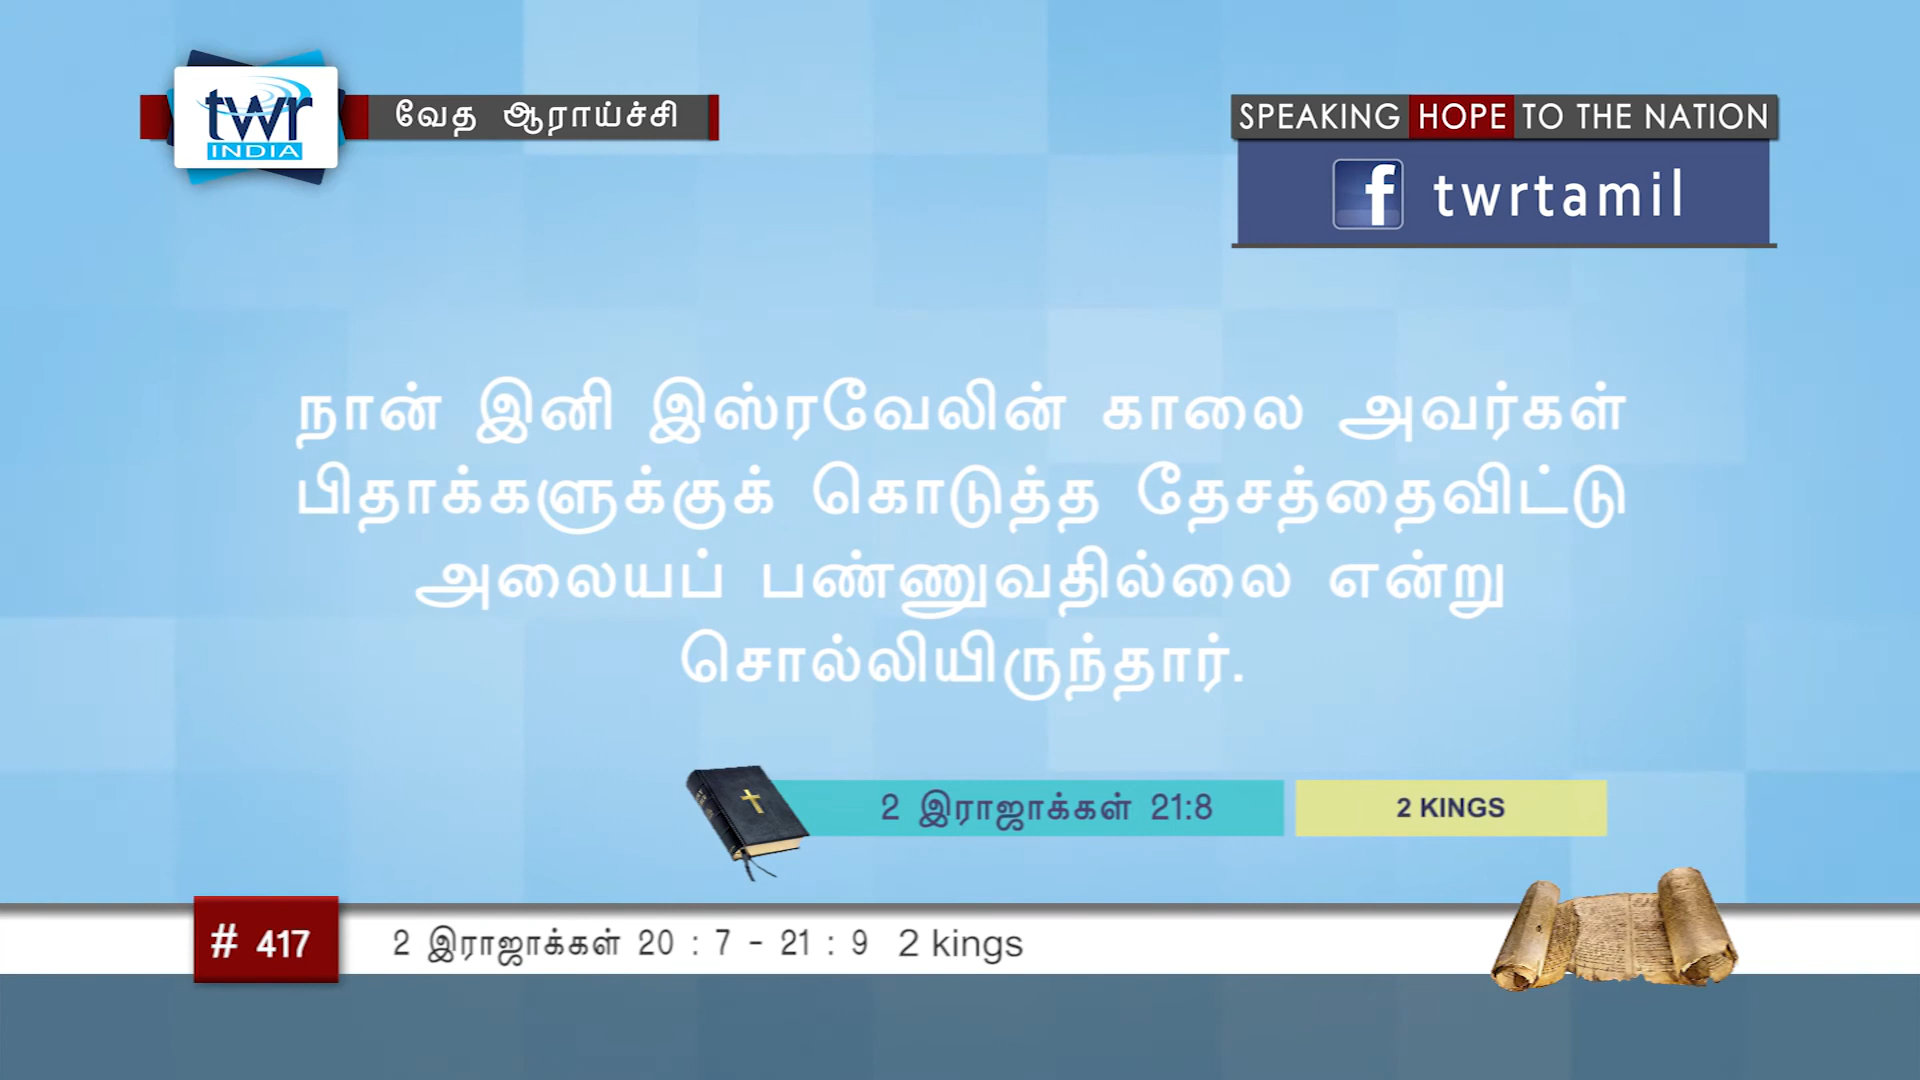 twr
INDIA
வேத ஆராய்ச்சி
SPEAKING HOPE TO THE NATION
f twrtamil
நான் இனி இஸ்ரவேலின் காலை அவர்கள்
பிதாக்களுக்குக் கொடுத்த தேசத்தைவிட்டு
அலையப் பண்ணுவதில்லை என்று
சொல்லியிருந்தார்.
2 இராஜாக்கள் 21:8
2 KINGS
# 417
2 இராஜாக்கள் 20 : 7 - 21 : 9 2 kings